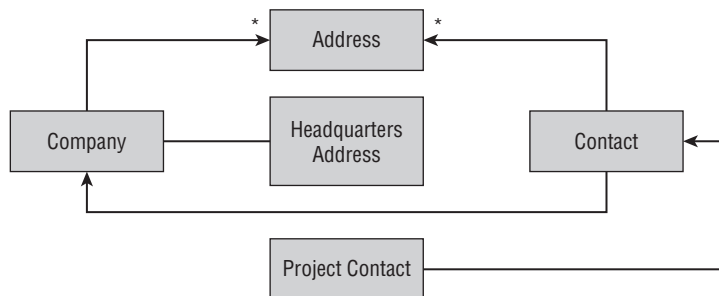 * Address *
Company
Headquarters
Address
Contact
Project Contact